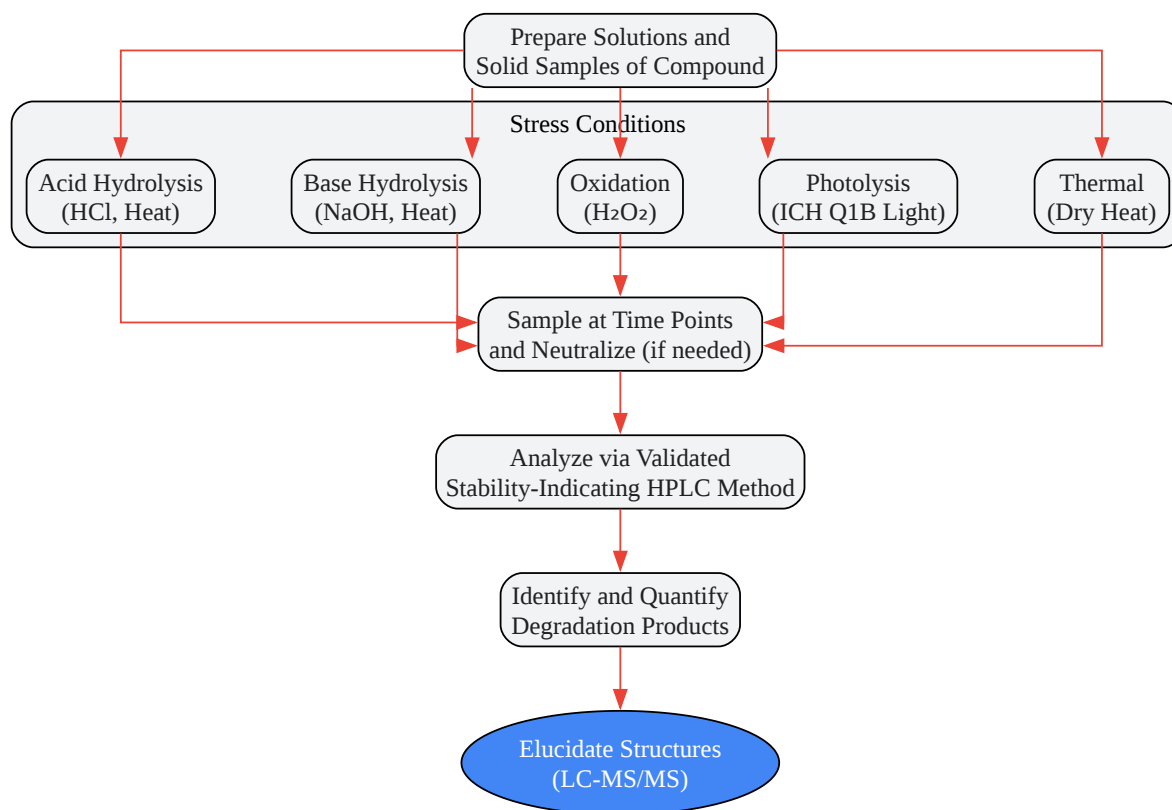 Prepare Solutions and
Solid Samples of Compound
Stress Conditions
Acid Hydrolysis
(HCl, Heat)
Base Hydrolysis
(NaOH, Heat)
Oxidation
(H₂O₂)
Photolysis
(ICH Q1B Light)
Thermal
(Dry Heat)
Sample at Time Points
and Neutralize (if needed)
Analyze via Validated
Stability-Indicating HPLC Method
Identify and Quantify
Degradation Products
Elucidate Structures
(LC-MS/MS)